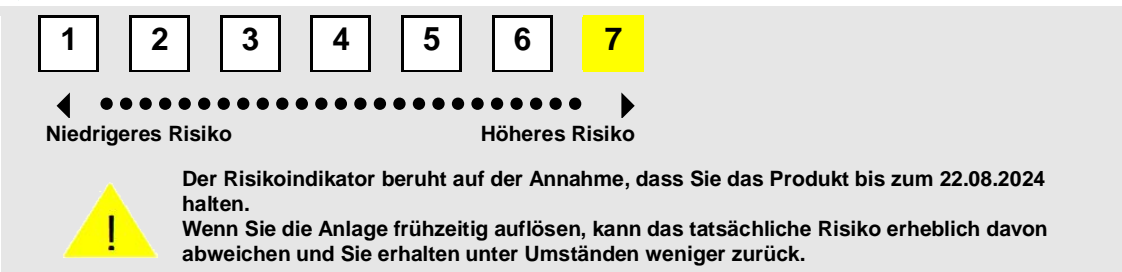 1 2 3 4 5 6 7
Niedrigeres Risiko Höheres Risiko
Der Risikoindikator beruht auf der Annahme, dass Sie das Produkt bis zum 22.08.2024
halten.
Wenn Sie die Anlage frühzeitig auflösen, kann das tatsächliche Risiko erheblich davon
abweichen und Sie erhalten unter Umständen weniger zurück.
!